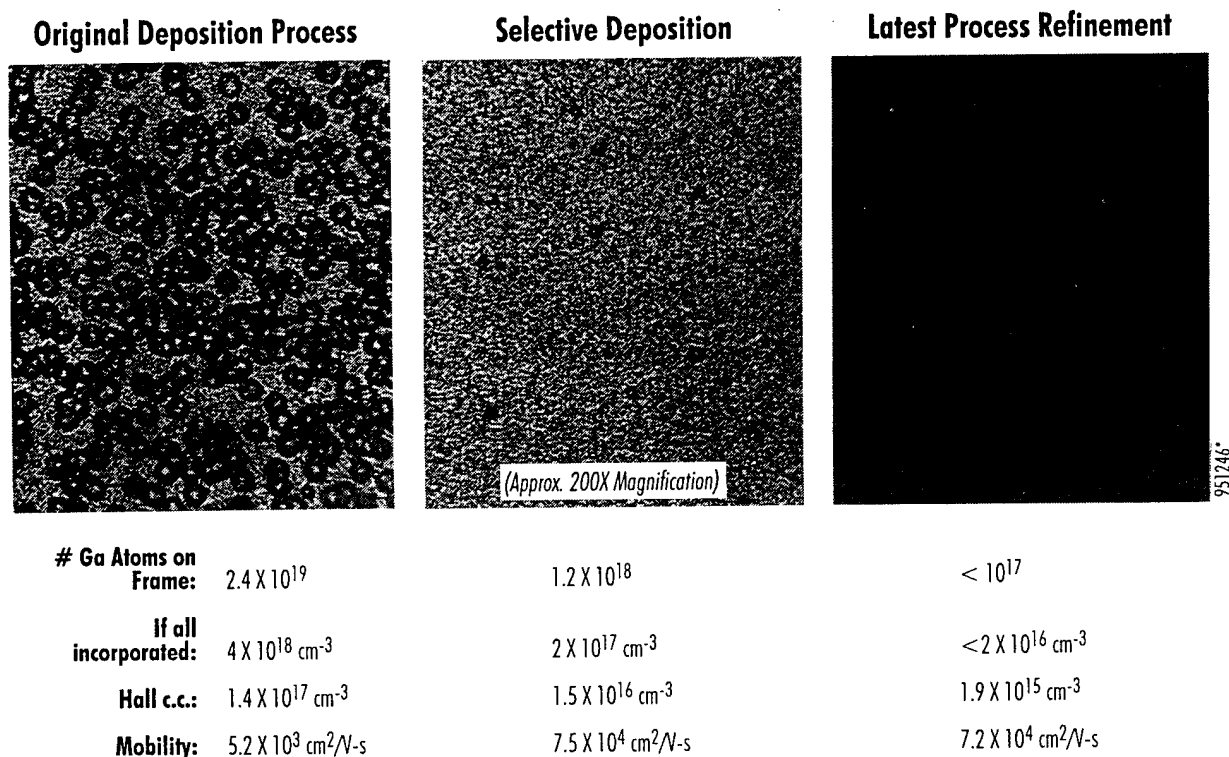 Original Deposition Process
Selective Deposition
Latest Process Refinement
(Approx. 200X Magnification)
951246*
# Ga Atoms on
Frame: 2.4 X 10¹⁹ 1.2 X 10¹⁸ < 10¹⁷
If all
incorporated: 4 X 10¹⁸ cm⁻³ 2 X 10¹⁷ cm⁻³ <2 X 10¹⁶ cm⁻³
Hall c.c.: 1.4 X 10¹⁷ cm⁻³ 1.5 X 10¹⁶ cm⁻³ 1.9 X 10¹⁵ cm⁻³
Mobility: 5.2 X 10³ cm²/V-s 7.5 X 10⁴ cm²/V-s 7.2 X 10⁴ cm²/V-s